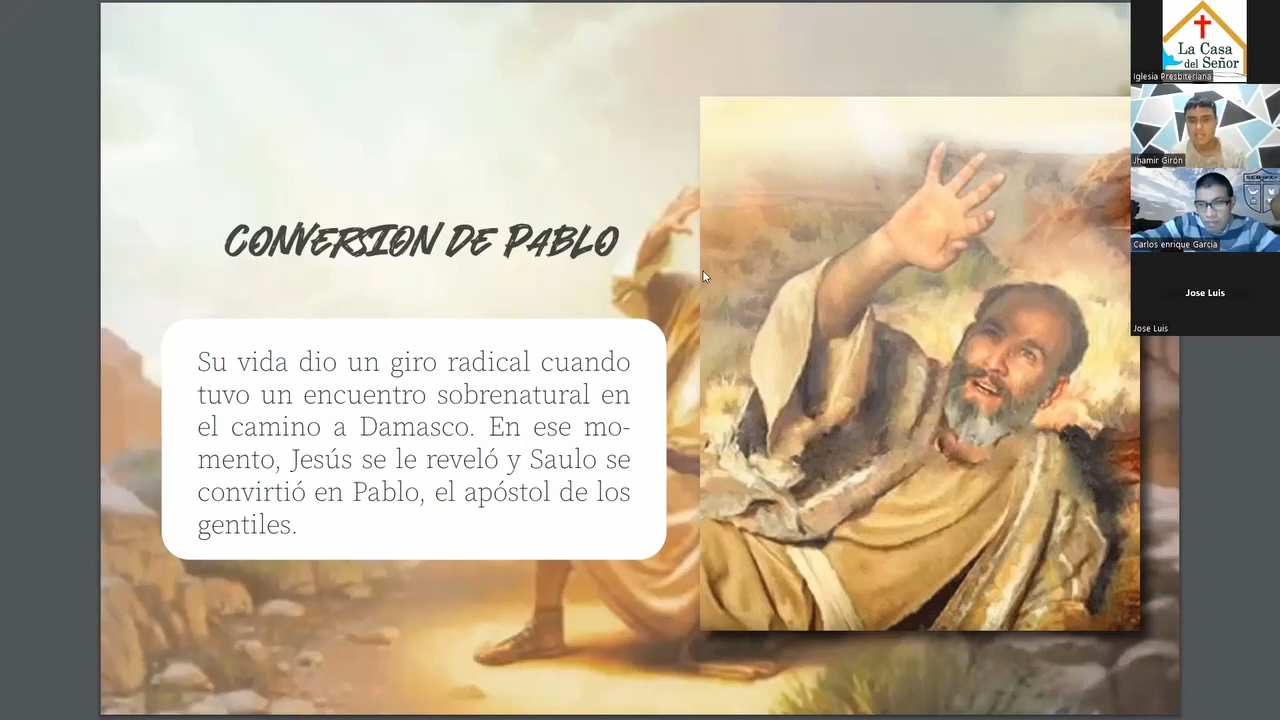 CONVERSION DE PABLO
Su vida dio un giro radical cuando
tuvo un encuentro sobrenatural en
el camino a Damasco. En ese mo-
mento, Jesús se le reveló y Saulo se
convirtió en Pablo, el apóstol de los
gentiles.
La Casa
del Señor
Iglesia Presbiteriana
Jhamir Girón
Carlos enrique Garcia
Jose Luis
Jose Luis